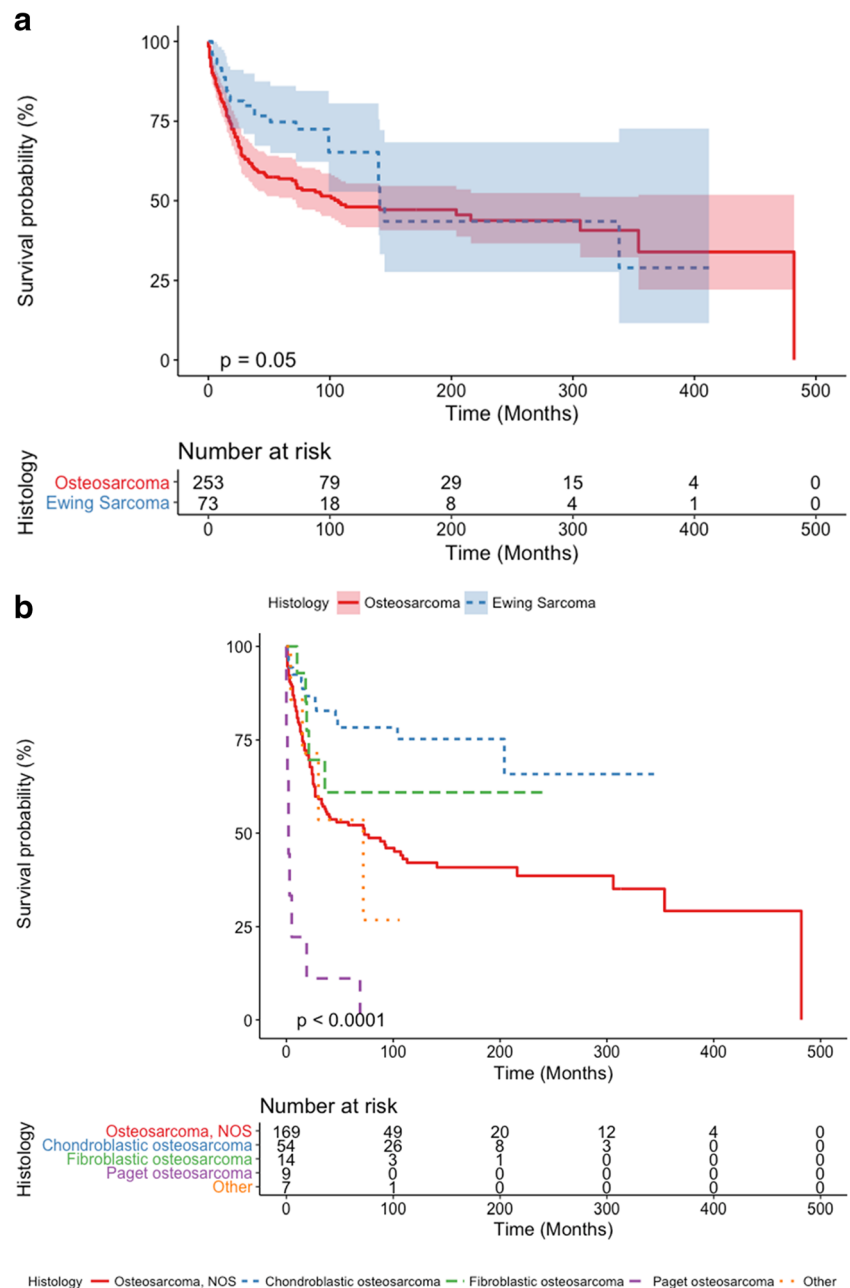 a
Survival probability (%)
100
75
50
25
0
p = 0.05
0 100 200 300 400 500
Time (Months)
Number at risk
Histology
Osteosarcoma 253 79 29 15 4 0
Ewing Sarcoma 73 18 8 4 1 0
0 100 200 300 400 500
Time (Months)
Histology Osteosarcoma Ewing Sarcoma
b
Survival probability (%)
100
75
50
25
0
p < 0.0001
0 100 200 300 400 500
Time (Months)
Number at risk
Histology
Osteosarcoma, NOS 169 49 20 12 4 0
Chondroblastic osteosarcoma 54 26 8 3 0 0
Fibroblastic osteosarcoma 14 3 1 0 0 0
Paget osteosarcoma 9 0 0 0 0 0
Other 7 1 0 0 0 0
0 100 200 300 400 500
Time (Months)
Histology Osteosarcoma, NOS Chondroblastic osteosarcoma Fibroblastic osteosarcoma Paget osteosarcoma Other